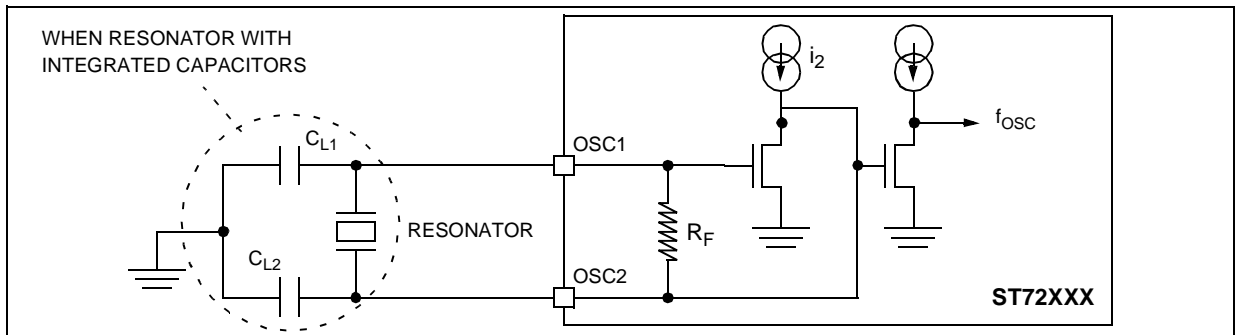 WHEN RESONATOR WITH
INTEGRATED CAPACITORS
i2
fOSC
CL1
OSC1
RESONATOR
RF
CL2
OSC2
ST72XXX